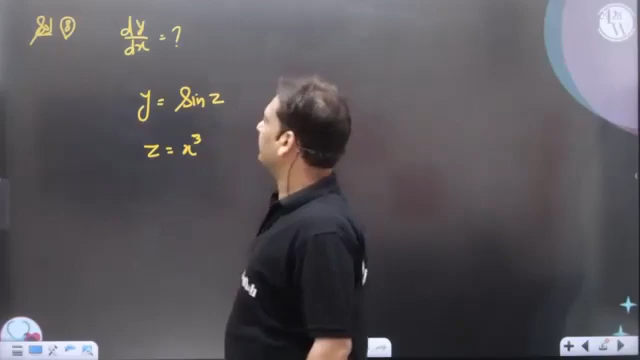 Sol 8
dy/dx = ?
y = Sin z
z = x³